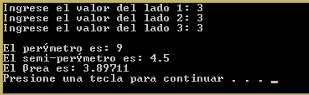 Ingrese el valor del lado 1: 3
Ingrese el valor del lado 2: 3
Ingrese el valor del lado 3: 3
El perÝmetro es: 9
El semi-perÝmetro es: 4.5
El ßrea es: 3.89711
Presione una tecla para continuar . . . _